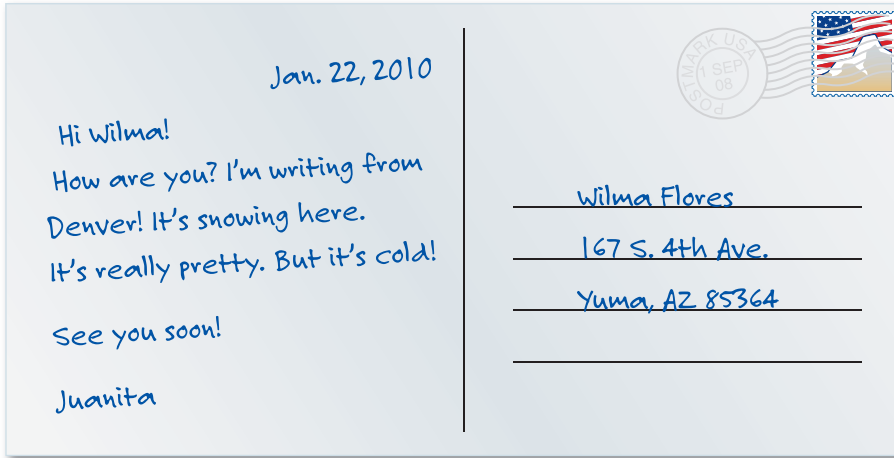 Jan. 22, 2010
Hi Wilma!
How are you? I'm writing from
Denver! It's snowing here.
It's really pretty. But it's cold!
See you soon!
Juanita
POSTMARK USA
1 SEP
08
Wilma Flores
167 S. 4th Ave.
Yuma, AZ 85364